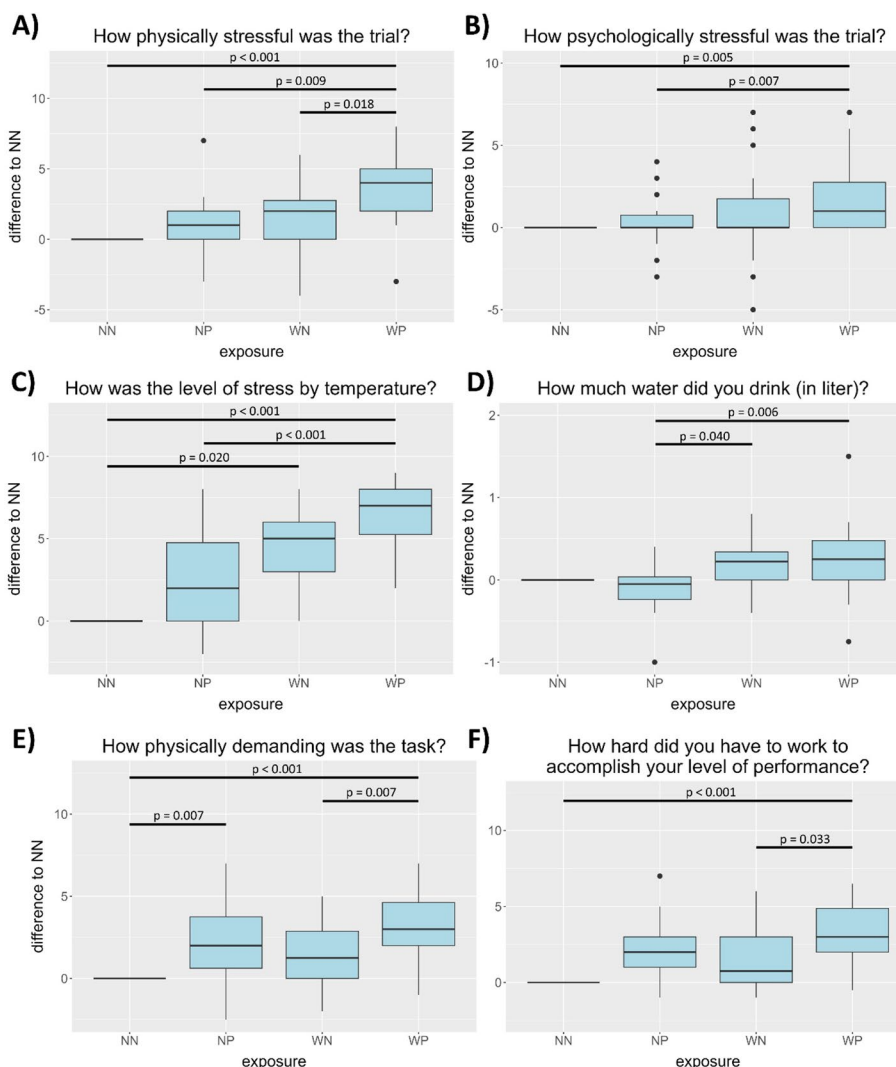 A)
How physically stressful was the trial?
p < 0.001
p = 0.009
p = 0.018
10
5
0
-5
difference to NN
NN NP WN WP
exposure
B)
How psychologically stressful was the trial?
p = 0.005
p = 0.007
10
5
0
-5
difference to NN
NN NP WN WP
exposure
C)
How was the level of stress by temperature?
p < 0.001
p < 0.001
p = 0.020
10
5
0
difference to NN
NN NP WN WP
exposure
D)
How much water did you drink (in liter)?
p = 0.006
p = 0.040
2
1
0
-1
difference to NN
NN NP WN WP
exposure
E)
How physically demanding was the task?
p < 0.001
p = 0.007
p = 0.007
10
5
0
difference to NN
NN NP WN WP
exposure
F)
How hard did you have to work to
accomplish your level of performance?
p < 0.001
p = 0.033
10
5
0
NN NP WN WP
exposure